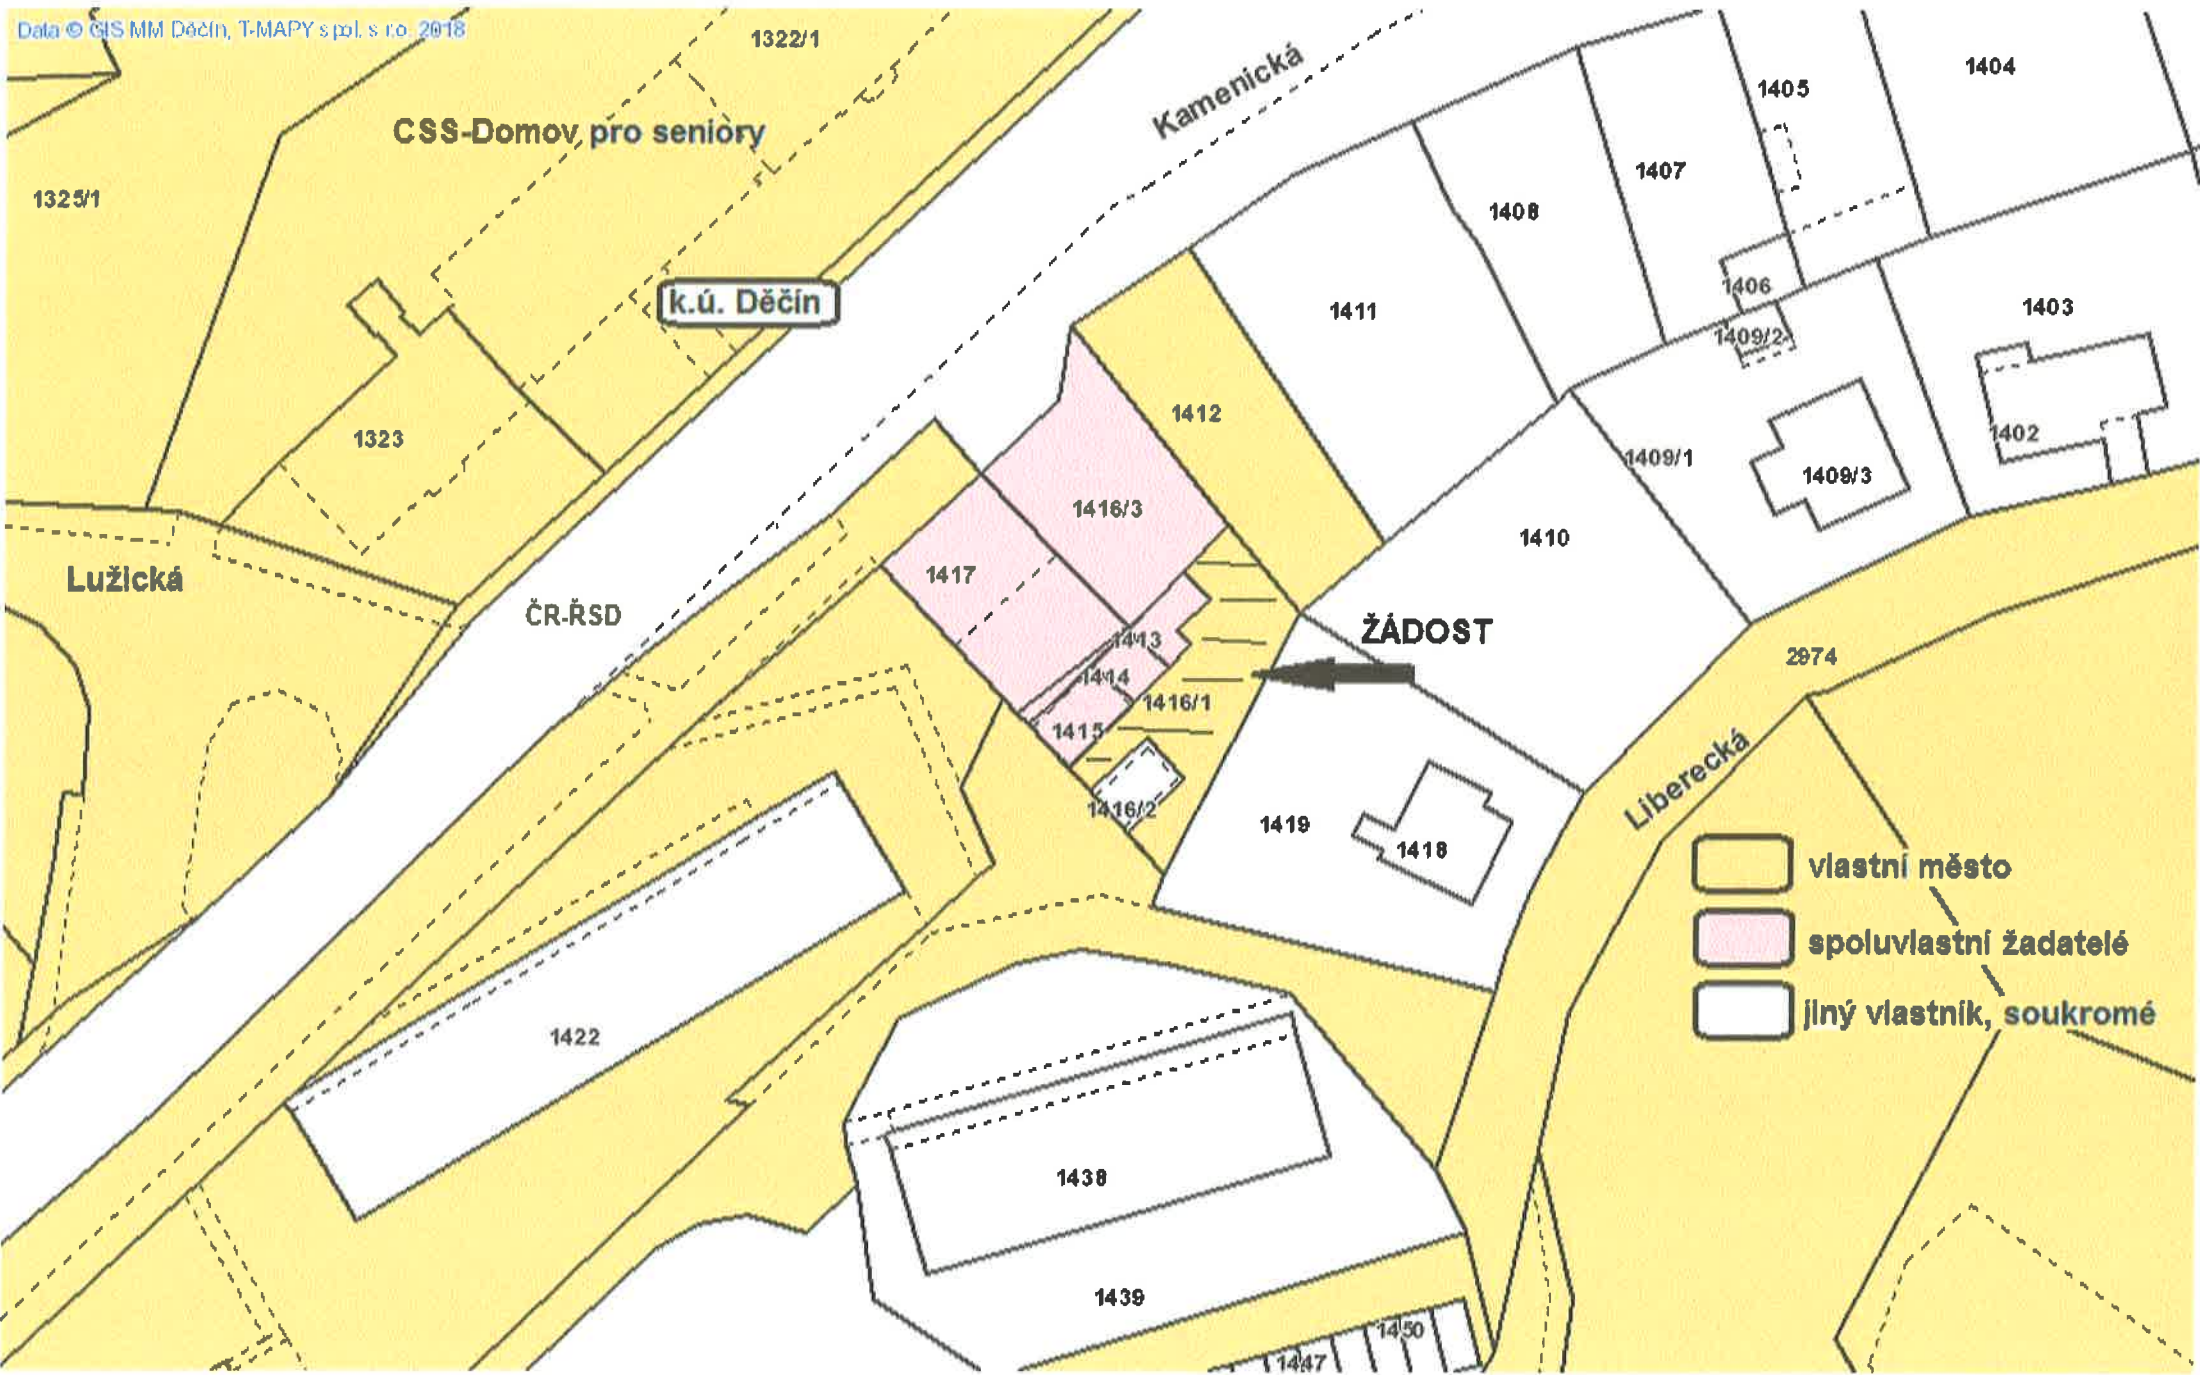 Data © GIS MM Děčín, T-MAPY spol. s r.o. 2018
1322/1
Kamenická
1404
1405
CSS-Domov pro seniory
1407
1325/1
1408
1406
k.ú. Děčín
1411
1403
1409/2
1412
1323
1402
1409/1
1409/3
1416/3
1410
1417
Lužická
ČR-ŘSD
ŽÁDOST
1413
2974
1414
1416/1
1415
Liberecká
1416/2
1419
1418
vlastní město
spoluvlastní žadatelé
jiný vlastník, soukromé
1422
1438
1439
1450
1447